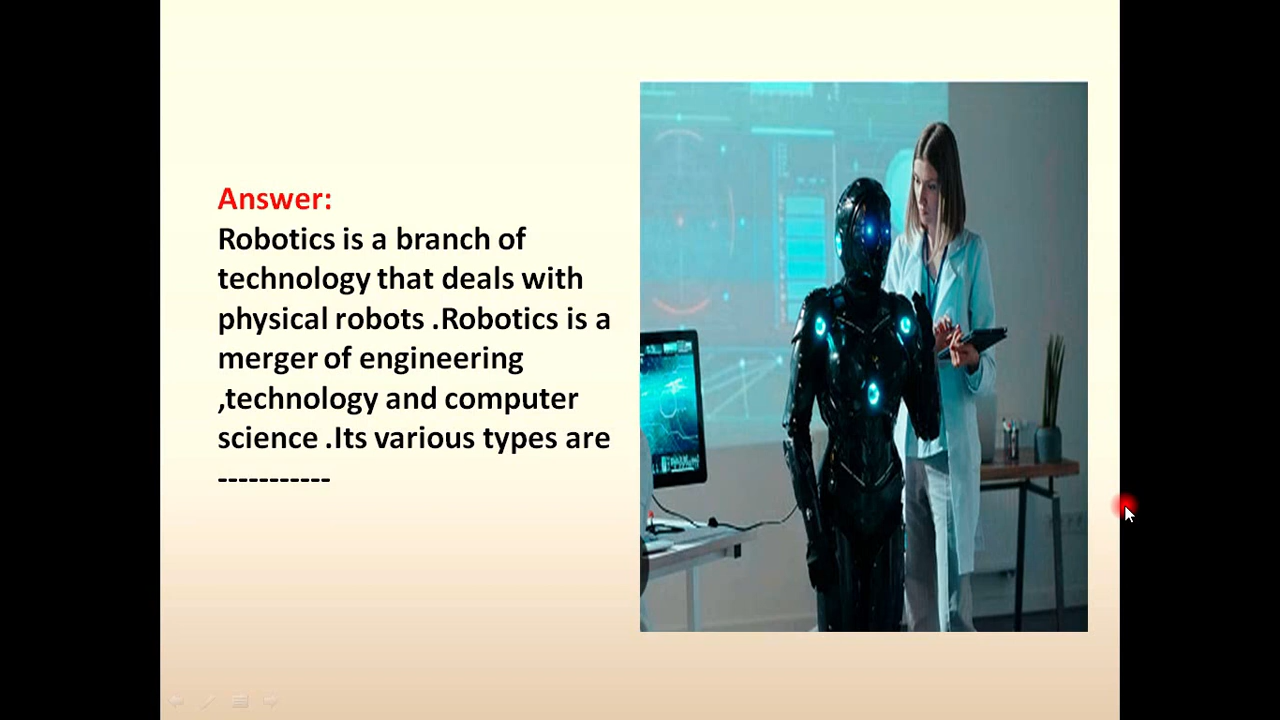 Answer:
Robotics is a branch of
technology that deals with
physical robots .Robotics is a
merger of engineering
,technology and computer
science .Its various types are
-----------